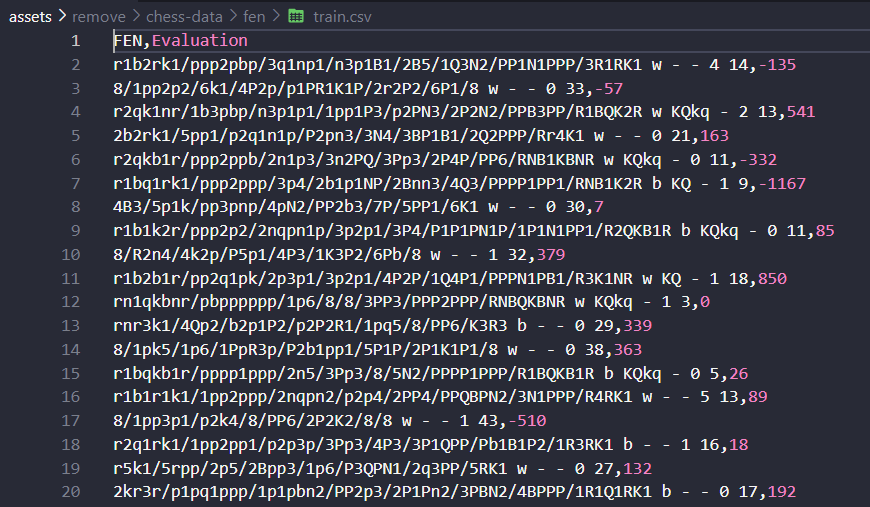 assets > remove > chess-data > fen > train.csv
1 FEN,Evaluation
2 r1b2rk1/ppp2pbp/3q1np1/n3p1B1/2B5/1Q3N2/PP1N1PPP/3R1RK1 w - - 4 14,-135
3 8/1pp2p2/6k1/4P2p/p1PR1K1P/2r2P2/6P1/8 w - - 0 33,-57
4 r2qk1nr/1b3pbp/n3p1p1/1pp1P3/p2PN3/2P2N2/PPB3PP/R1BQK2R w KQkq - 2 13,541
5 2b2rk1/5pp1/p2q1n1p/P2pn3/3N4/3BP1B1/2Q2PPP/Rr4K1 w - - 0 21,163
6 r2qkb1r/ppp2ppb/2n1p3/3n2PQ/3Pp3/2P4P/PP6/RNB1KBNR w KQkq - 0 11,-332
7 r1bq1rk1/ppp2ppp/3p4/2b1p1NP/2Bnn3/4Q3/PPPP1PP1/RNB1K2R b KQ - 1 9,-1167
8 4B3/5p1k/pp3pnp/4pN2/PP2b3/7P/5PP1/6K1 w - - 0 30,7
9 r1b1k2r/ppp2p2/2nqpn1p/3p2p1/3P4/P1P1PN1P/1P1N1PP1/R2QKB1R b KQkq - 0 11,85
10 8/R2n4/4k2p/P5p1/4P3/1K3P2/6Pb/8 w - - 1 32,379
11 r1b2b1r/pp2q1pk/2p3p1/3p2p1/4P2P/1Q4P1/PPPN1PB1/R3K1NR w KQ - 1 18,850
12 rn1qkbnr/pbpppppp/1p6/8/8/3PP3/PPP2PPP/RNBQKBNR w KQkq - 1 3,0
13 rnr3k1/4Qp2/b2p1P2/p2P2R1/1pq5/8/PP6/K3R3 b - - 0 29,339
14 8/1pk5/1p6/1PpR3p/P2b1pp1/5P1P/2P1K1P1/8 w - - 0 38,363
15 r1bqkb1r/pppp1ppp/2n5/3Pp3/8/5N2/PPPP1PPP/R1BQKB1R b KQkq - 0 5,26
16 r1b1r1k1/1pp2ppp/2nqpn2/p2p4/2PP4/PPQBPN2/3N1PPP/R4RK1 w - - 5 13,89
17 8/1pp3p1/p2k4/8/PP6/2P2K2/8/8 w - - 1 43,-510
18 r2q1rk1/1pp2pp1/p2p3p/3Pp3/4P3/3P1QPP/Pb1B1P2/1R3RK1 b - - 1 16,18
19 r5k1/5rpp/2p5/2Bpp3/1p6/P3QPN1/2q3PP/5RK1 w - - 0 27,132
20 2kr3r/p1pq1ppp/1p1pbn2/PP2p3/2P1Pn2/3PBN2/4BPPP/1R1Q1RK1 b - - 0 17,192